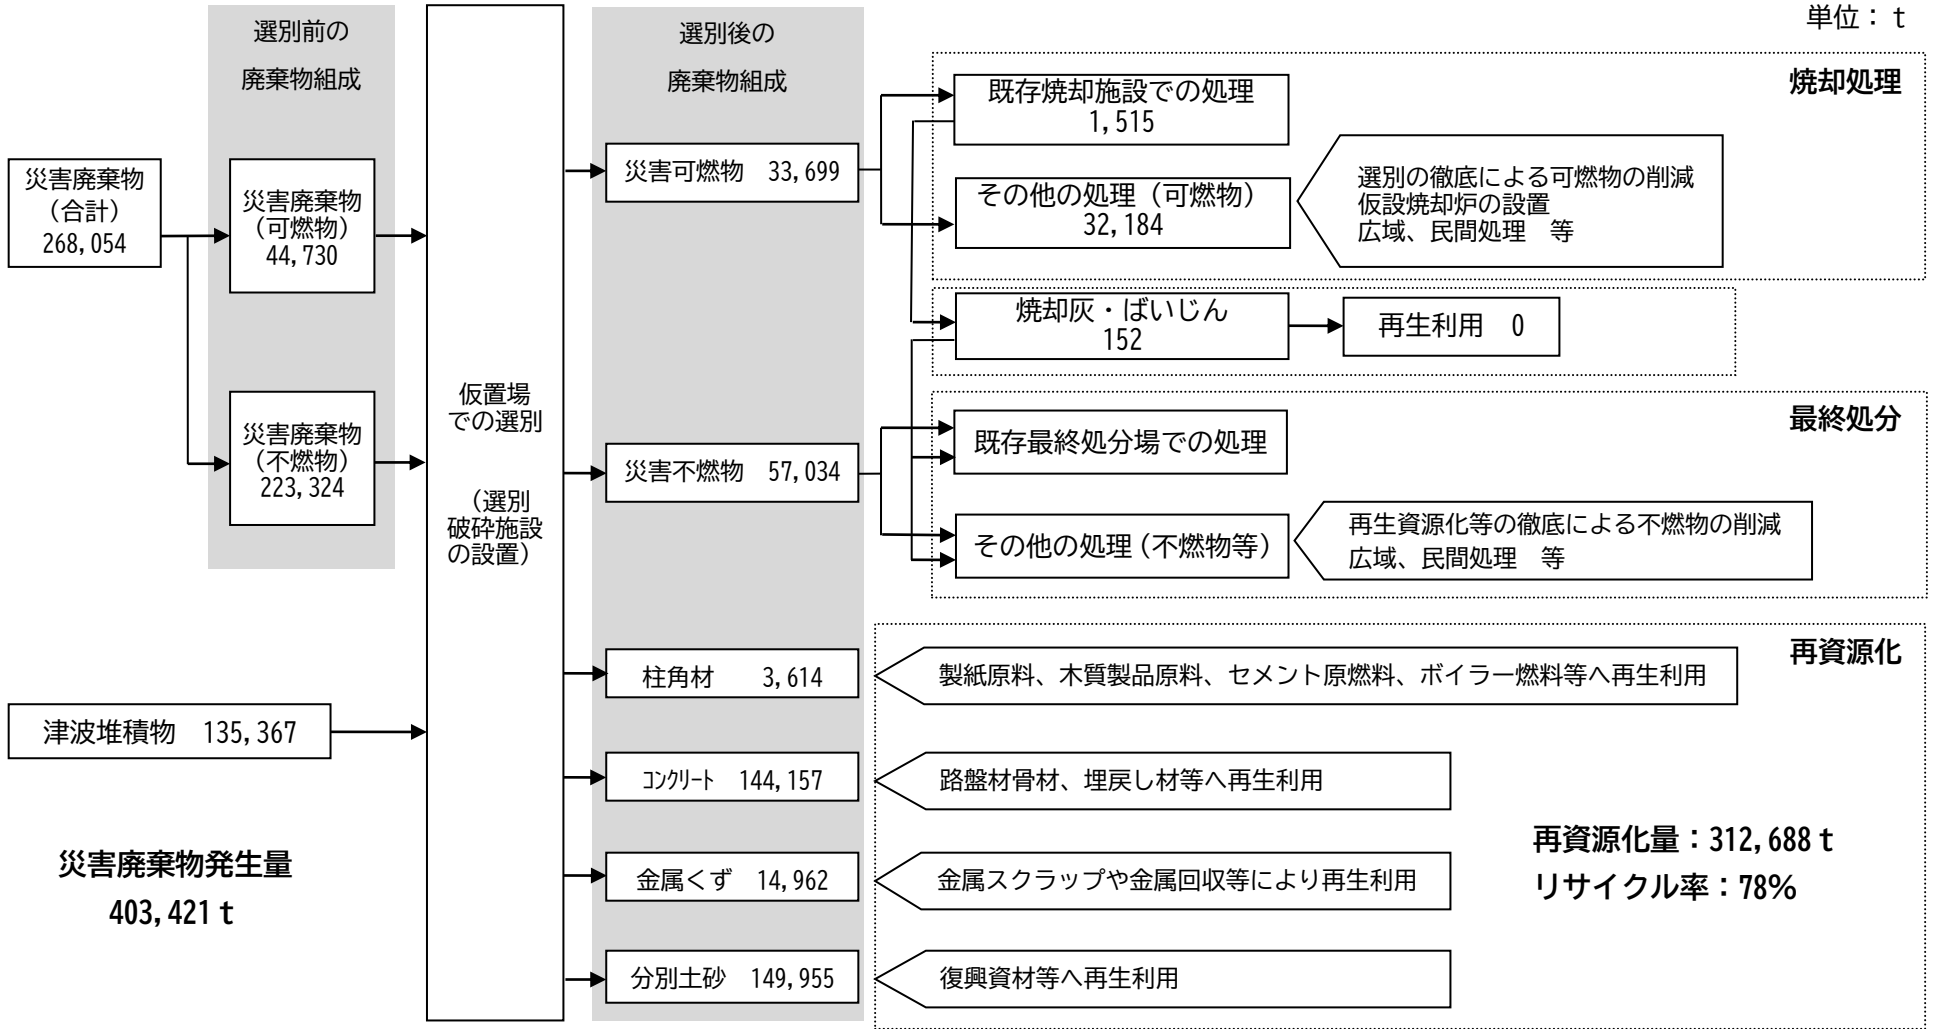 単位：ｔ
選別前の
廃棄物組成
選別後の
廃棄物組成
災害廃棄物
（合計）
268,054
災害廃棄物
（可燃物）
44,730
災害廃棄物
（不燃物）
223,324
津波堆積物　135,367
災害廃棄物発生量
403,421ｔ
仮置場
での選別
（選別
破砕施設
の設置）
災害可燃物　33,699
災害不燃物　57,034
柱角材　　3,614
ｺﾝｸﾘｰﾄ　144,157
金属くず　14,962
分別土砂　149,955
焼却処理
既存焼却施設での処理
1,515
その他の処理（可燃物）
32,184
選別の徹底による可燃物の削減
仮設焼却炉の設置
広域、民間処理　等
焼却灰・ばいじん
152
再生利用　0
最終処分
既存最終処分場での処理
その他の処理（不燃物等）
再生資源化等の徹底による不燃物の削減
広域、民間処理　等
再資源化
製紙原料、木質製品原料、セメント原燃料、ボイラー燃料等へ再生利用
路盤材骨材、埋戻し材等へ再生利用
金属スクラップや金属回収等により再生利用
復興資材等へ再生利用
再資源化量：312,688ｔ
リサイクル率：78%